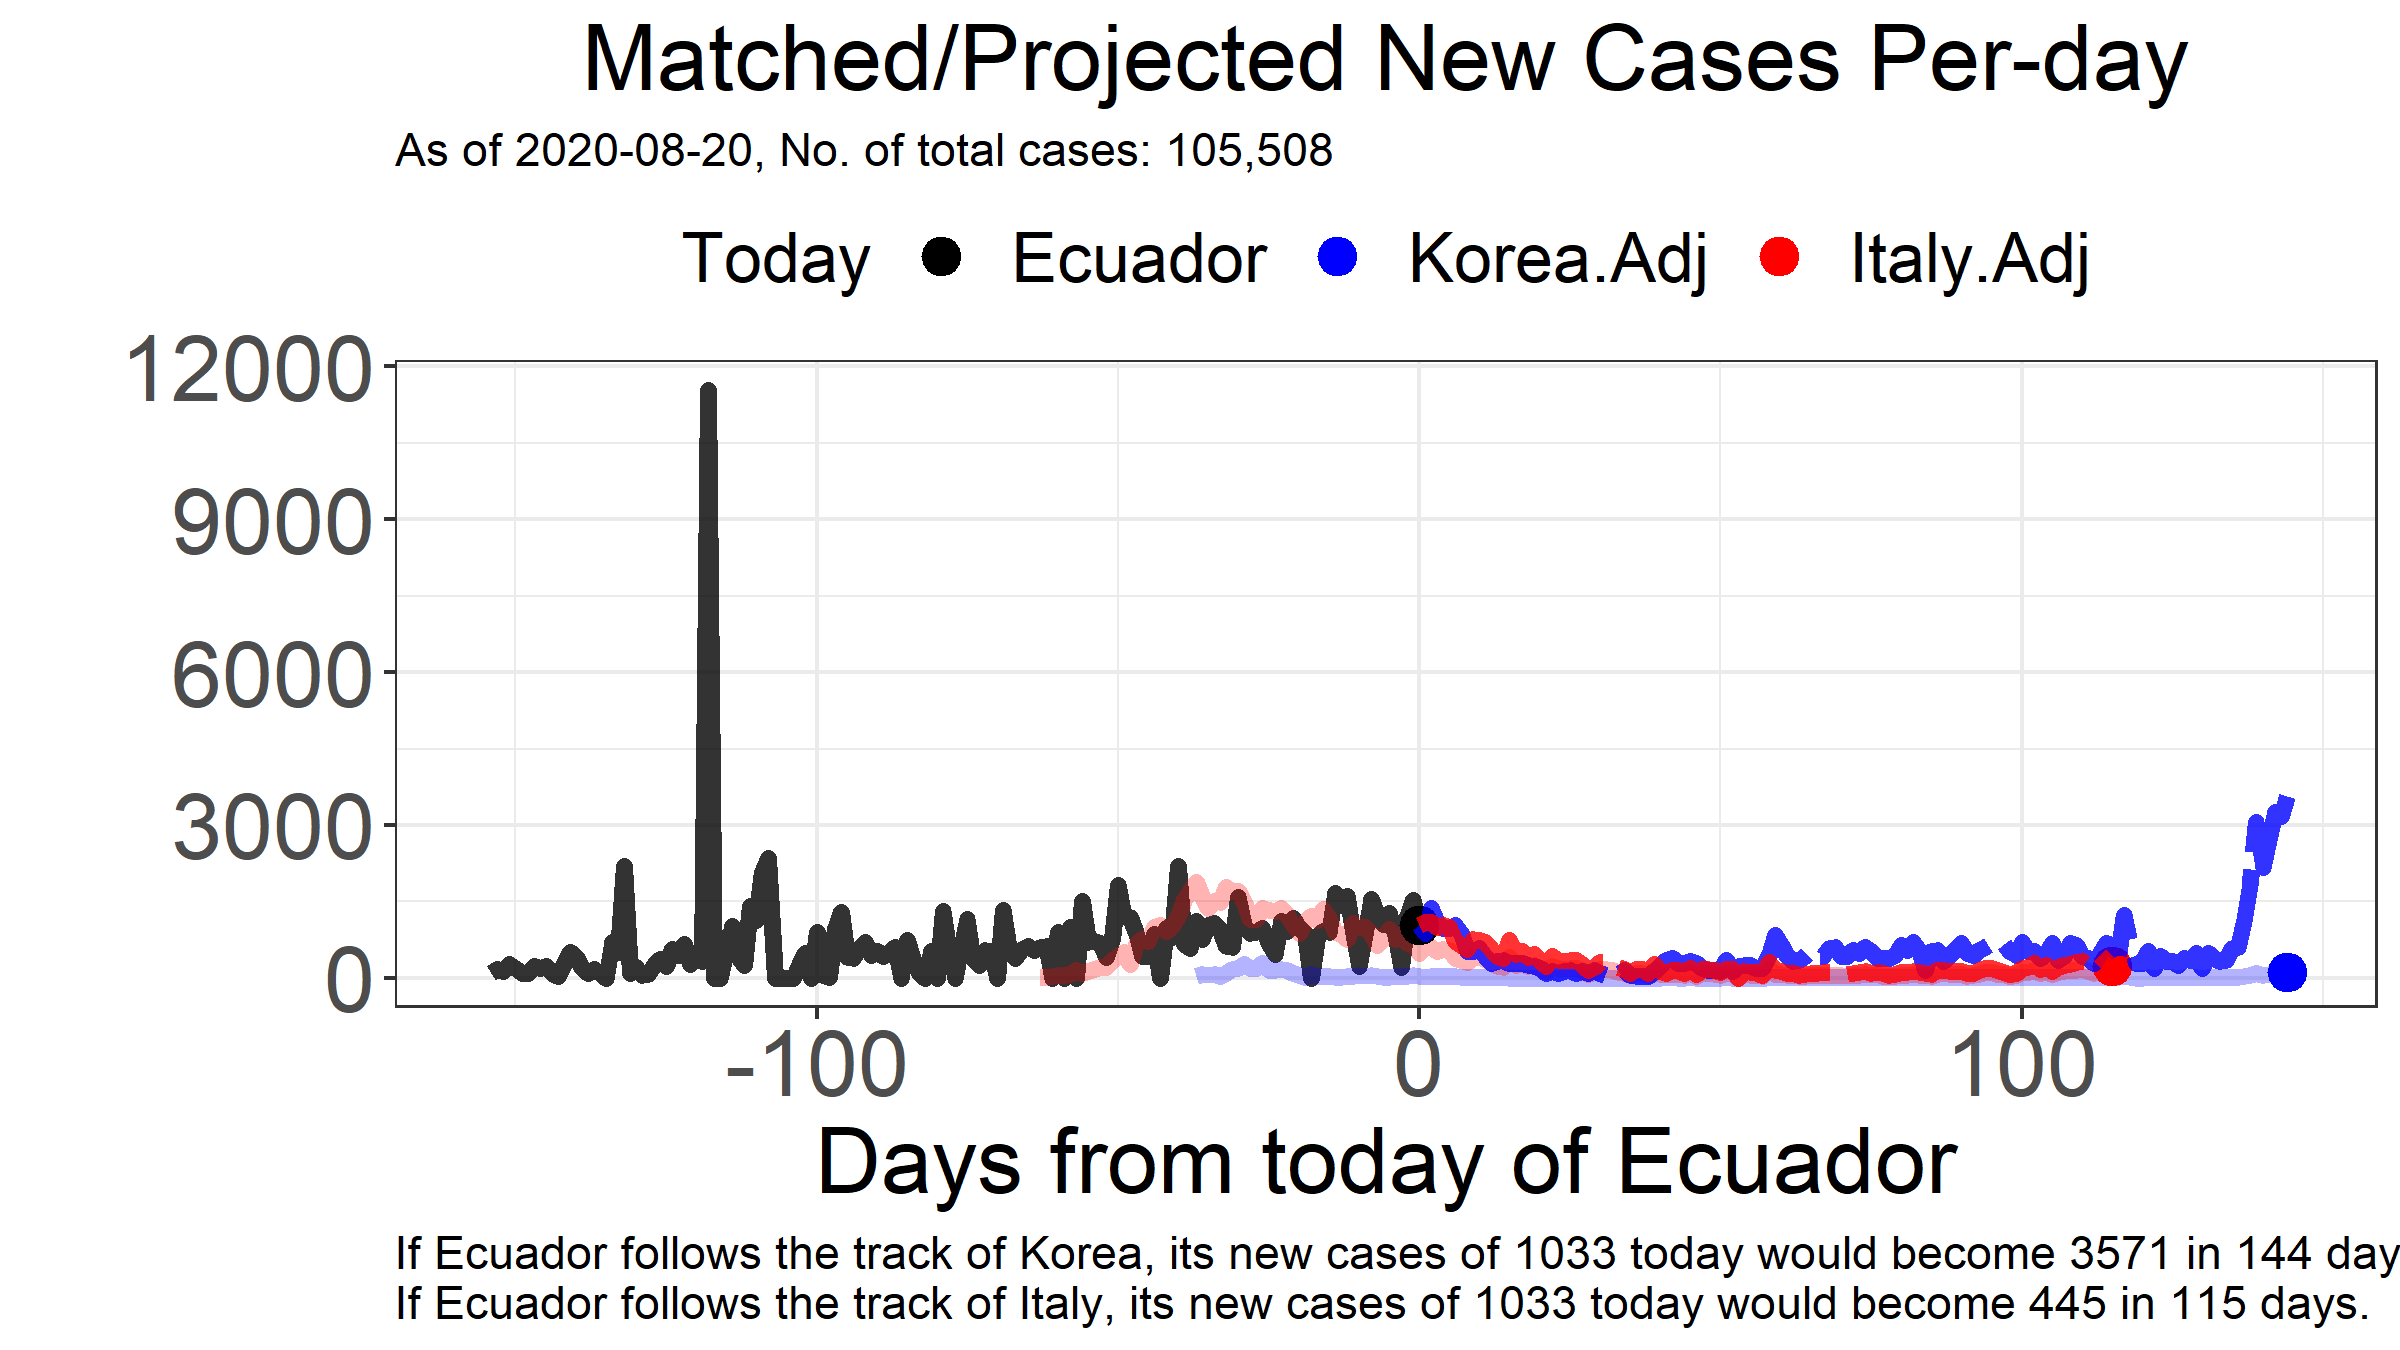 Matched/Projected New Cases Per-day
As of 2020-08-20, No. of total cases: 105,508
Today Ecuador Korea.Adj Italy.Adj
12000
9000
6000
3000
0
-100 0 100
Days from today of Ecuador
If Ecuador follows the track of Korea, its new cases of 1033 today would become 3571 in 144 day
If Ecuador follows the track of Italy, its new cases of 1033 today would become 445 in 115 days.